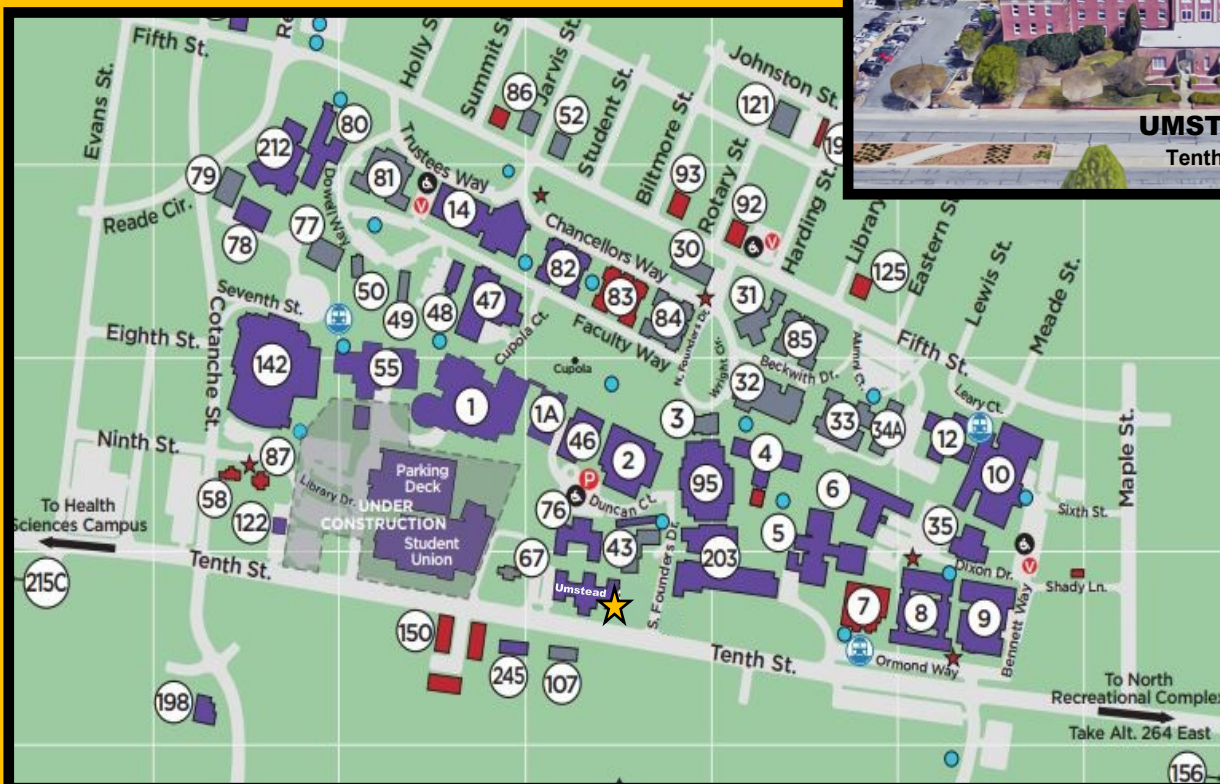 UMST
Tenth
Fifth St.
Re
Holly S
Summit S
Jarvis St.
Student St.
Biltmore St.
Johnston St.
Rotary St.
Harding St.
Library
Eastern St
Lewis St.
Meade St.
Evans St.
86
52
121
19
80
212
79
81
Trustees Way
V
14
93
92
V
Reade Cir.
78
77
Dowell Way
Chancellors Way
30
125
50
49
48
47
82
83
84
31
85
Seventh St.
Eighth St.
Cotanche St.
Cupola Ct.
Faculty Way
N. Founders Dr.
Wright Cir.
Beckwith Dr.
Alumni Ct.
Fifth St.
142
55
Cupola
32
Leary Ct.
1
1A
46
2
3
33
34A
12
10
Maple St.
Ninth St.
87
58
122
Library Dr.
Parking
Deck
UNDER
CONSTRUCTION
Student
Union
P
Duncan Ct.
76
43
95
4
6
5
35
Sixth St.
To Health
Sciences Campus
215C
Tenth St.
67
Umstead
S. Founders Dr.
203
7
8
9
Dixon Dr.
V
Shady Ln.
Bennett Way
150
245
107
Tenth St.
Ormond Way
198
To North
Recreational Complex
Take Alt. 264 East
156